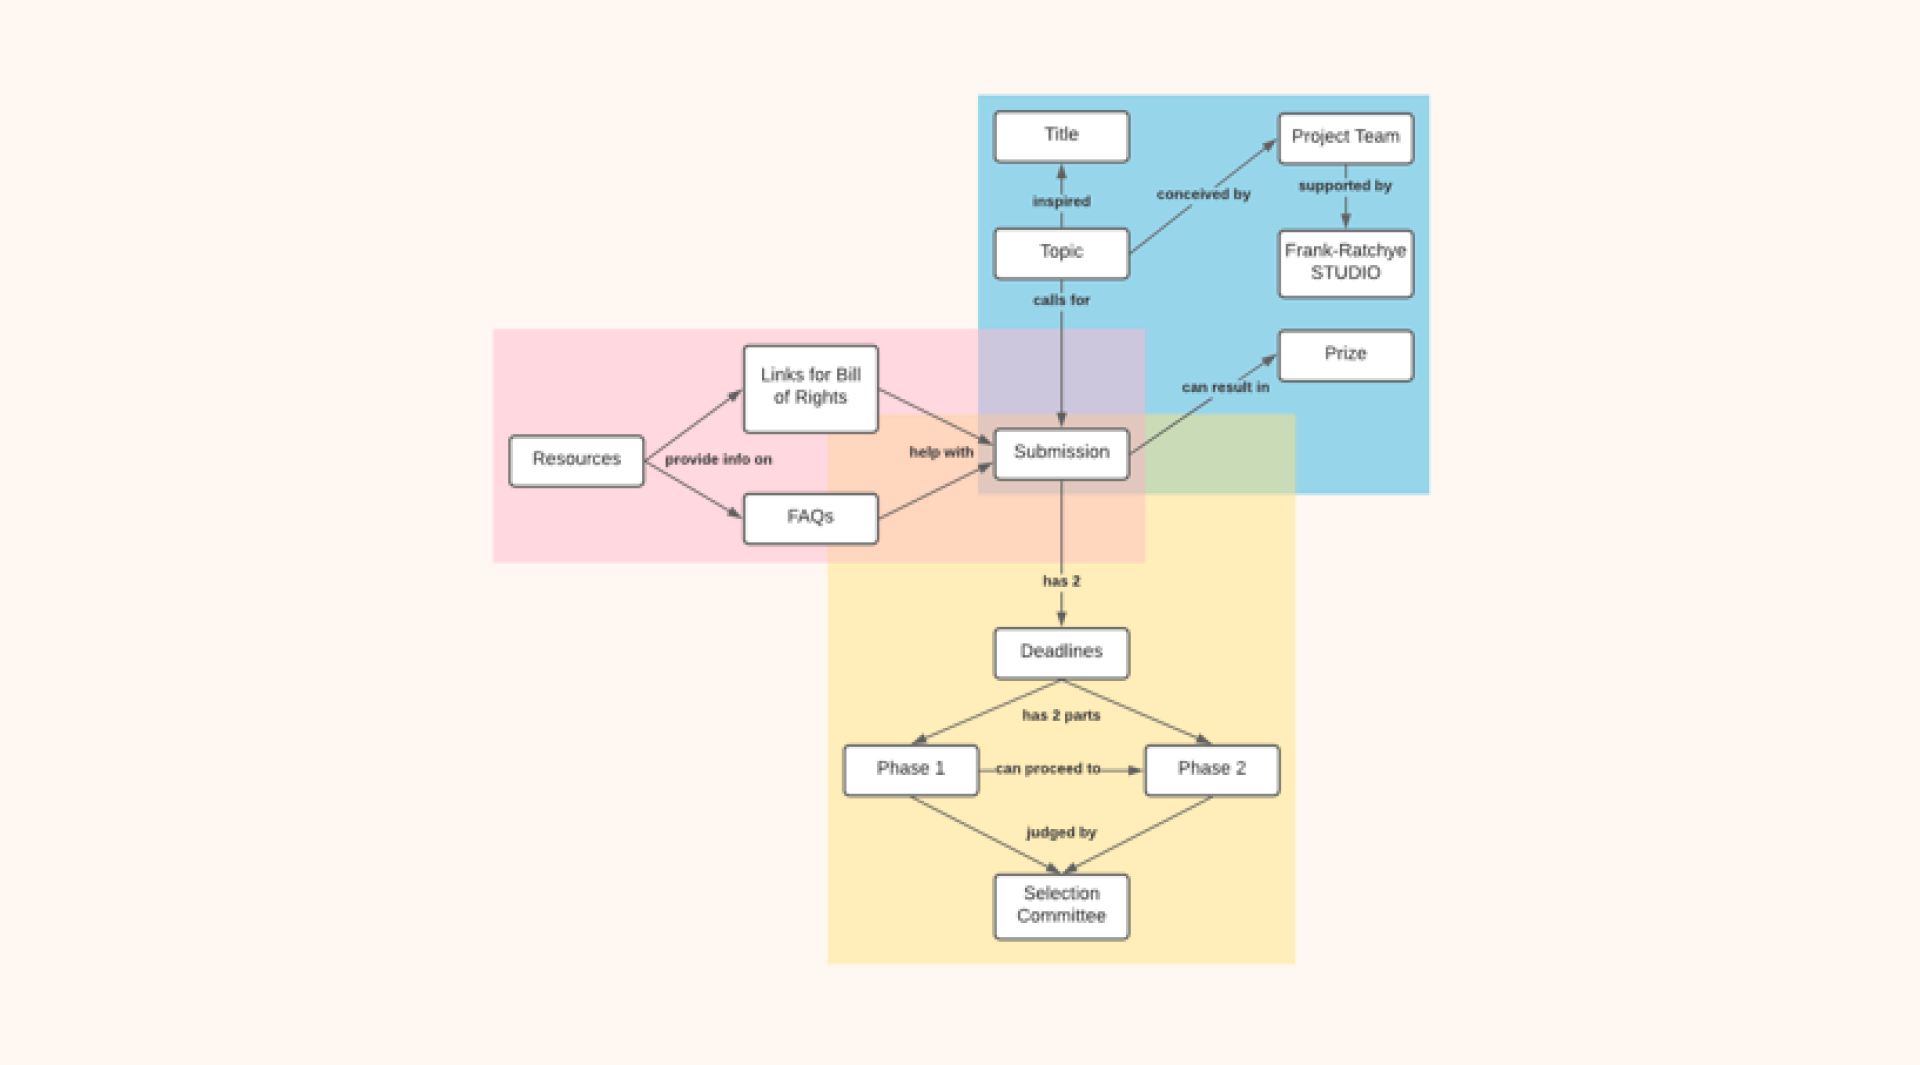 Title
Project Team
supported by
conceived by
inspired
Topic
Frank-Ratchye
STUDIO
calls for
Prize
can result in
Links for Bill
of Rights
Resources
provide info on
help with
Submission
FAQs
has 2
Deadlines
has 2 parts
Phase 1
can proceed to
Phase 2
judged by
Selection
Committee